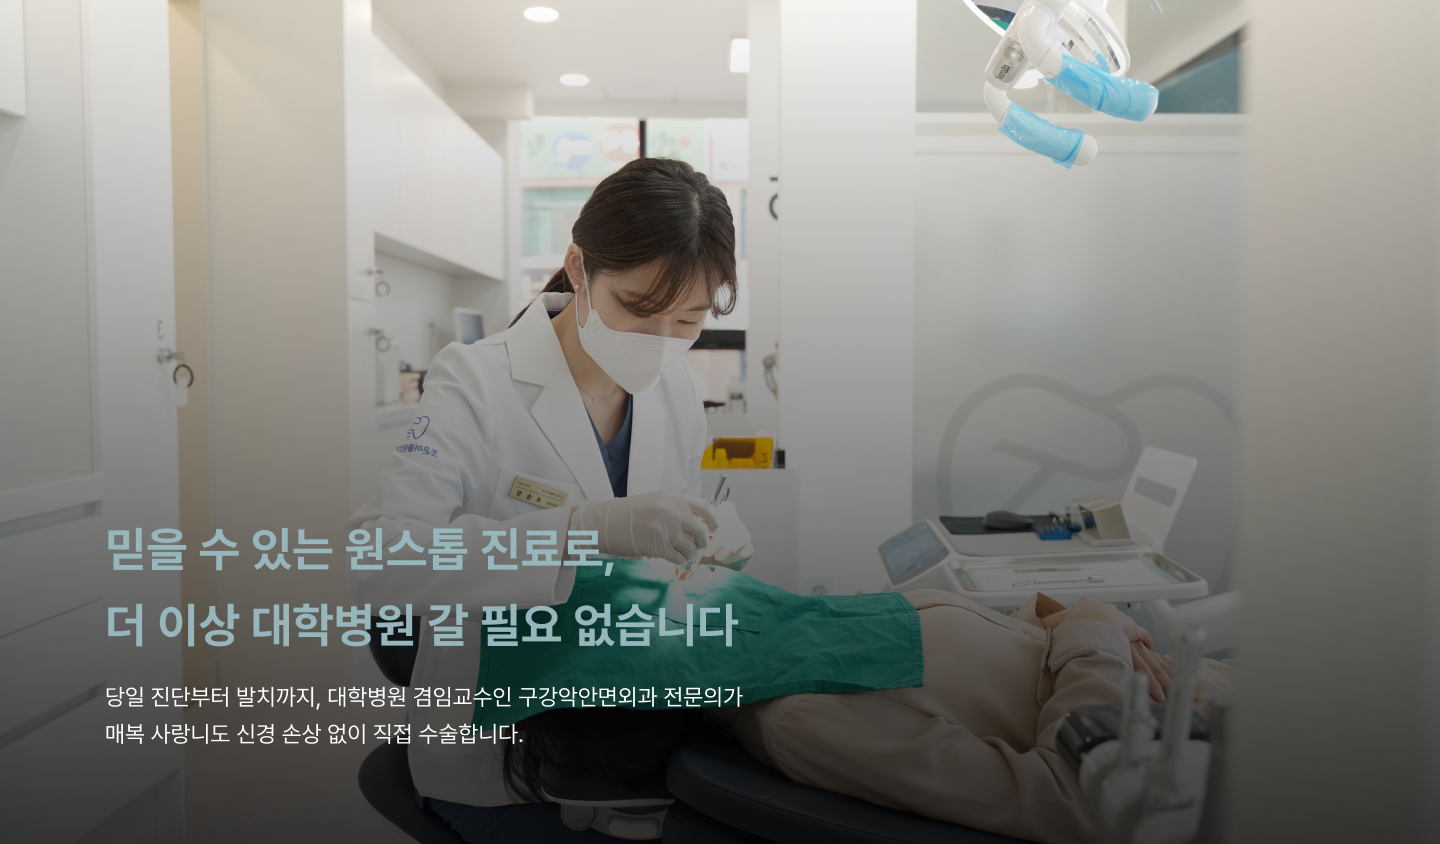 믿을 수 있는 원스톱 진료로,
더 이상 대학병원 갈 필요 없습니다
당일 진단부터 발치까지, 대학병원 겸임교수인 구강악안면외과 전문의가
매복 사랑니도 신경 손상 없이 직접 수술합니다.